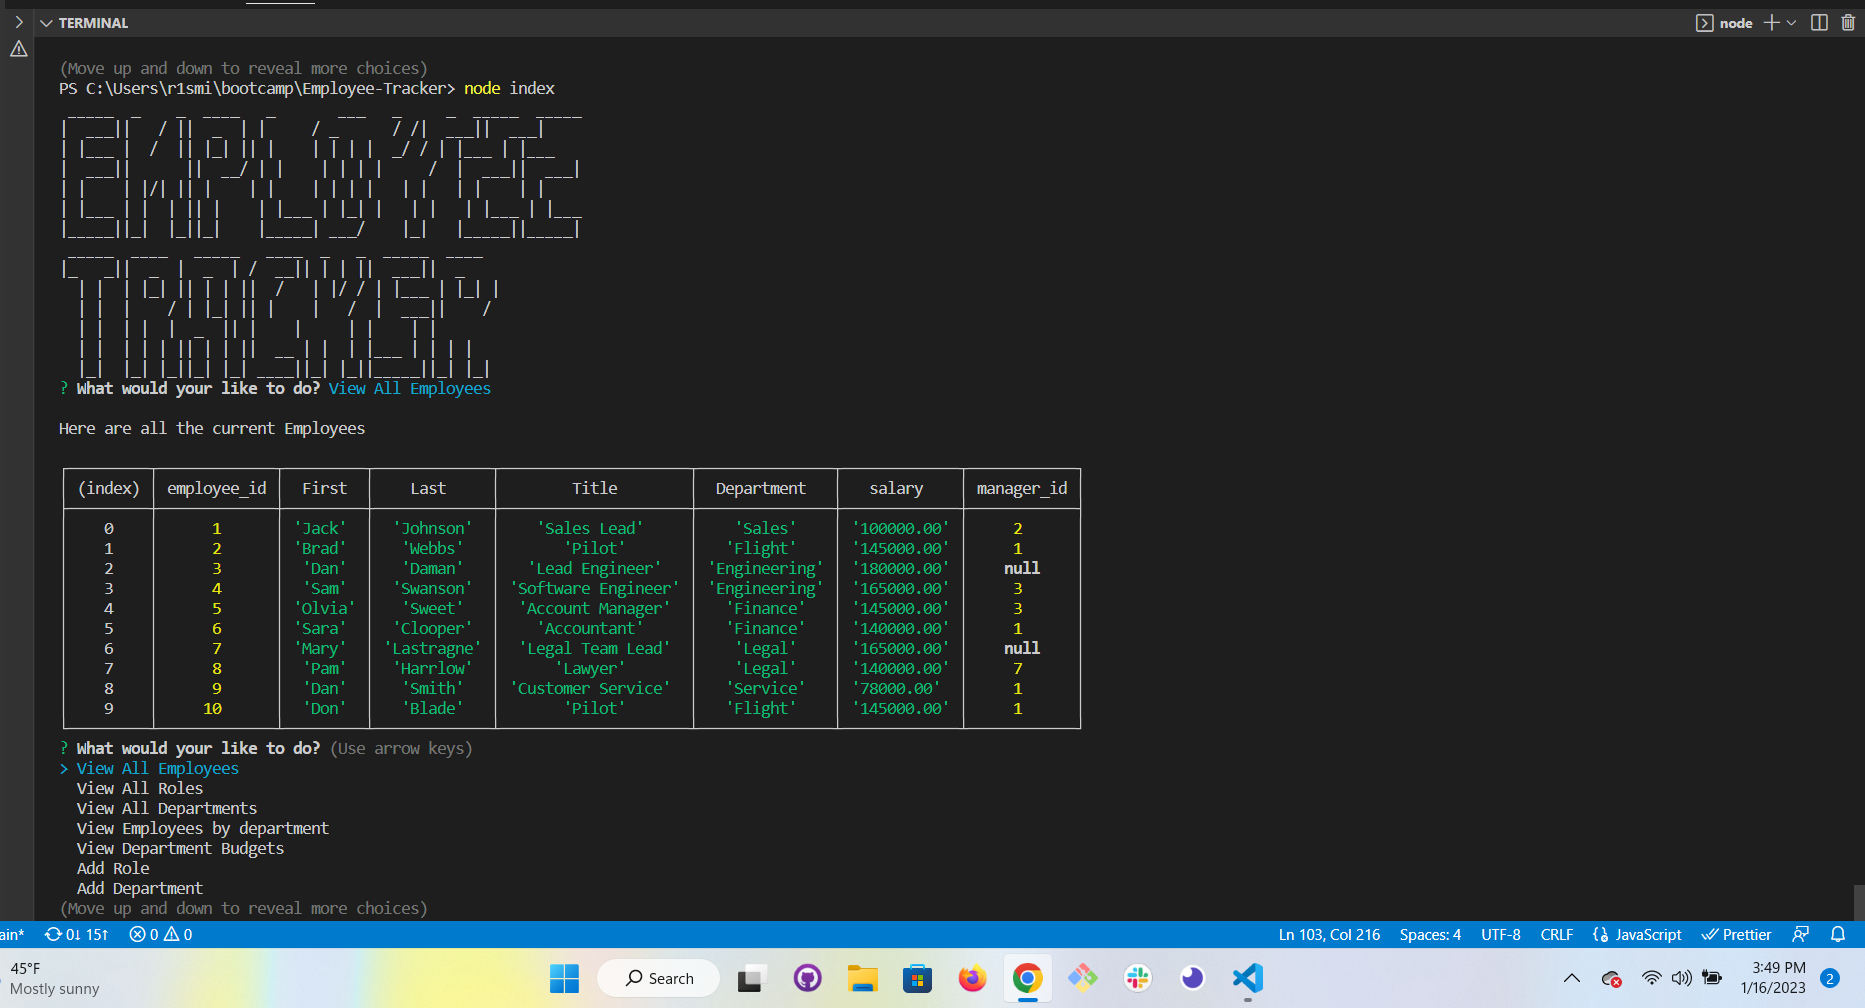 TERMINAL
node
(Move up and down to reveal more choices)
PS C:\Users\r1smi\bootcamp\Employee-Tracker> node index
EMPLOYEE
TRACKER
? What would your like to do? View All Employees
Here are all the current Employees
(index) employee_id First Last Title Department salary manager_id
0 1 'Jack' 'Johnson' 'Sales Lead' 'Sales' '100000.00' 2
1 2 'Brad' 'Webbs' 'Pilot' 'Flight' '145000.00' 1
2 3 'Dan' 'Daman' 'Lead Engineer' 'Engineering' '180000.00' null
3 4 'Sam' 'Swanson' 'Software Engineer' 'Engineering' '165000.00' 3
4 5 'Olvia' 'Sweet' 'Account Manager' 'Finance' '145000.00' 3
5 6 'Sara' 'Clooper' 'Accountant' 'Finance' '140000.00' 1
6 7 'Mary' 'Lastragne' 'Legal Team Lead' 'Legal' '165000.00' null
7 8 'Pam' 'Harrlow' 'Lawyer' 'Legal' '140000.00' 7
8 9 'Dan' 'Smith' 'Customer Service' 'Service' '78000.00' 1
9 10 'Don' 'Blade' 'Pilot' 'Flight' '145000.00' 1
? What would your like to do? (Use arrow keys)
> View All Employees
View All Roles
View All Departments
View Employees by department
View Department Budgets
Add Role
Add Department
(Move up and down to reveal more choices)
ain* 0↓ 15↑ 0 0 Ln 103, Col 216 Spaces: 4 UTF-8 CRLF JavaScript Prettier
45°F
Mostly sunny
Search
3:49 PM
1/16/2023
2